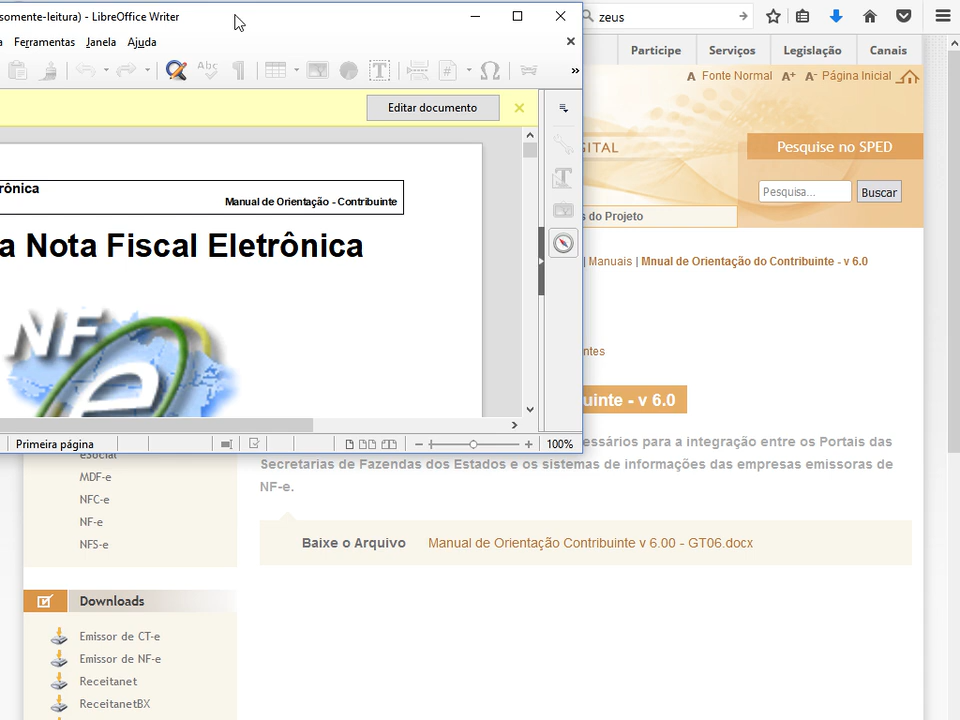 somente-leitura) - LibreOffice Writer
Ferramentas Janela Ajuda
Editar documento
rônica
Manual de Orientação - Contribuinte
a Nota Fiscal Eletrônica
NF e
Primeira página
100%
zeus
Participe Serviços Legislação Canais
A Fonte Normal A+ A- Página Inicial
GITAL
Pesquise no SPED
Pesquisa... Buscar
s do Projeto
| Manuais | Mnual de Orientação do Contribuinte - v 6.0
ntes
uinte - v 6.0
essários para a integração entre os Portais das
Secretarias de Fazendas dos Estados e os sistemas de informações das empresas emissoras de
NF-e.
Baixe o Arquivo Manual de Orientação Contribuinte v 6.00 - GT06.docx
eSocial
MDF-e
NFC-e
NF-e
NFS-e
Downloads
Emissor de CT-e
Emissor de NF-e
Receitanet
ReceitanetBX